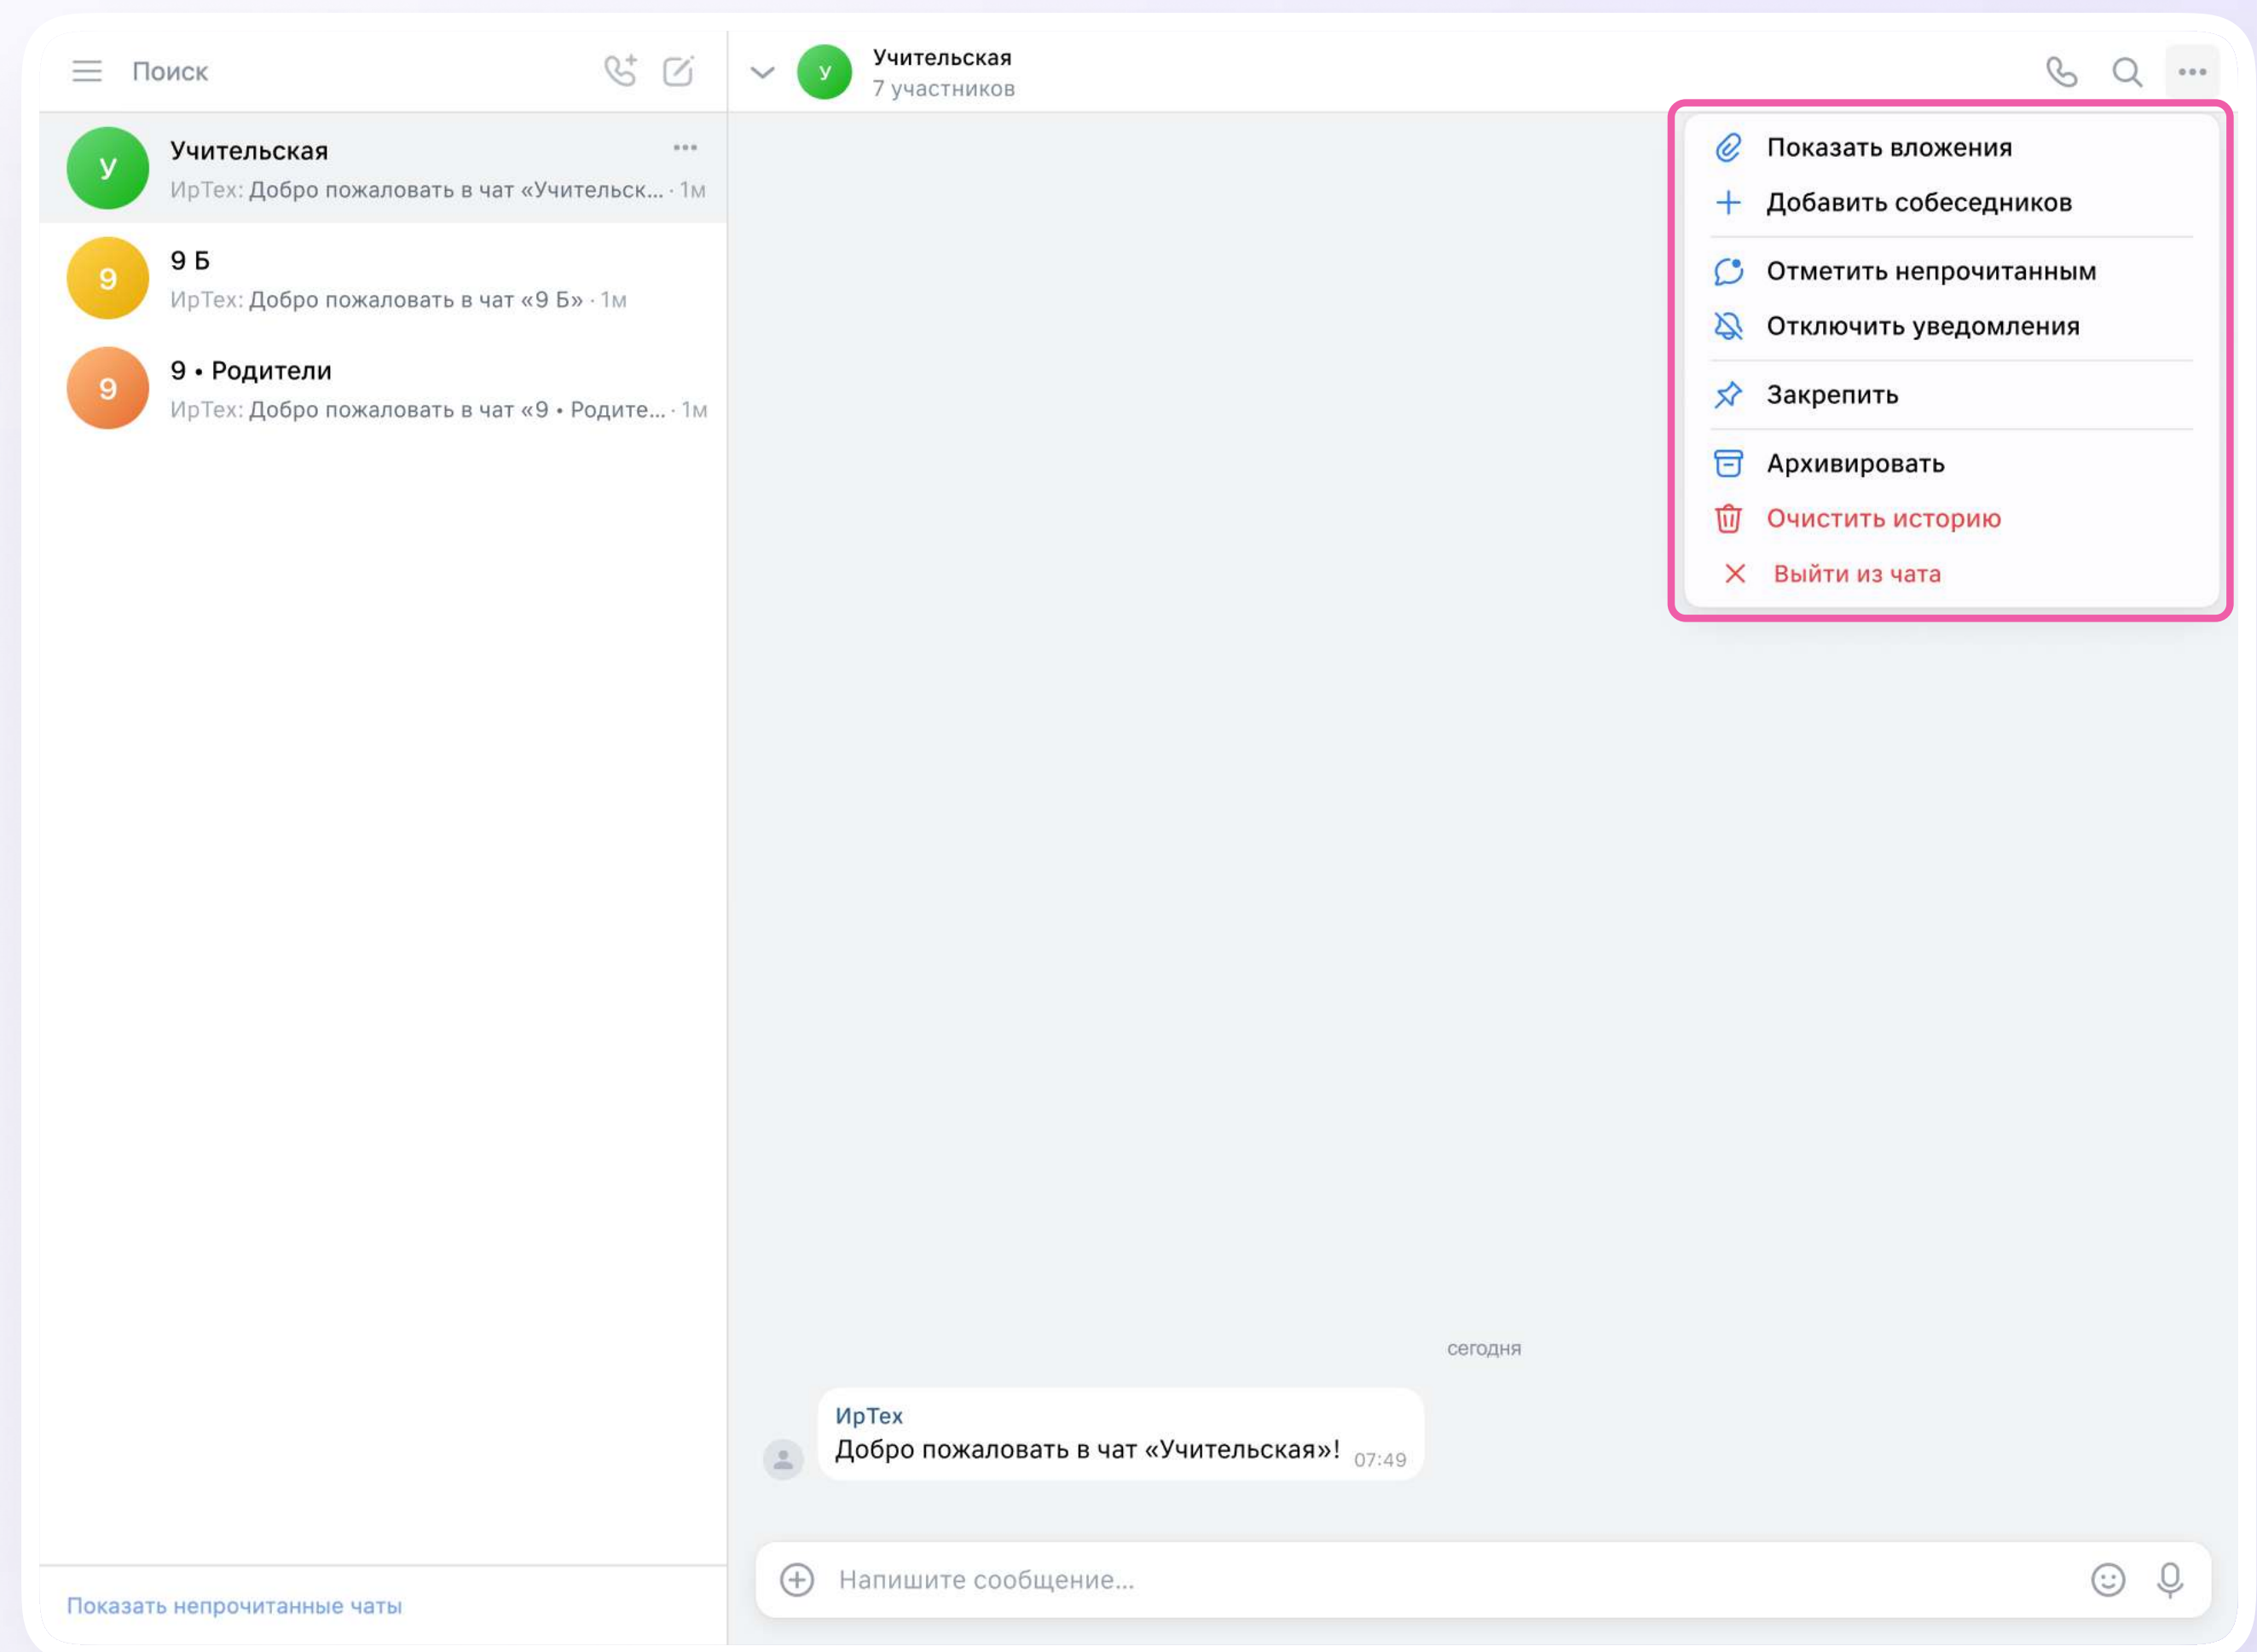 Поиск
У
Учительская
ИрТех: Добро пожаловать в чат «Учительск... · 1м
9
9 Б
ИрТех: Добро пожаловать в чат «9 Б» · 1м
9
9 • Родители
ИрТех: Добро пожаловать в чат «9 • Родите... · 1м
Показать непрочитанные чаты
У
Учительская
7 участников
Показать вложения
Добавить собеседников
Отметить непрочитанным
Отключить уведомления
Закрепить
Архивировать
Очистить историю
Выйти из чата
сегодня
ИрТех
Добро пожаловать в чат «Учительская»! 07:49
Напишите сообщение...